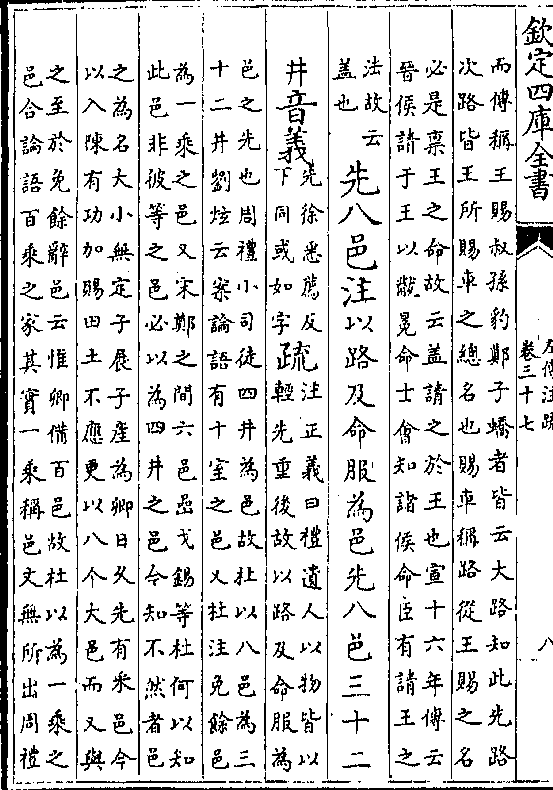 欽定四庫全書
左傳注疏
卷三十七
八
而傳稱王賜叔孫豹鄭子蟜者皆云大路知此先路
次路皆王所賜車之總名也賜車稱路從王賜之名
必是稟王之命故云蓋請之於王也宣十六年傳云
晉侯請于王以黻冕命士會知諸侯命臣有請王之
法故云
蓋也
先八邑注以路及命服為邑先八邑三十二
井音義
先徐悉薦反
下同或如字
疏
注正義曰禮遺人以物皆以
輕先重後故以路及命服為
邑之先也周禮小司徒四井為邑故杜以八邑為三
十二井劉炫云案論語有十室之邑又杜注免餘邑
為一乘之邑又宋鄭之間六邑嵒戈錫等杜何以知
此邑非彼等之邑必以為四井之邑今知不然者邑
之為名大小無定子展子產為卿日久先有采邑今
以入陳有功加賜田土不應更以八个大邑而又與
之至於免餘辭邑云惟卿備百邑故杜以為一乘之
邑合論語百乘之家其實一乘稱邑文無所出周禮